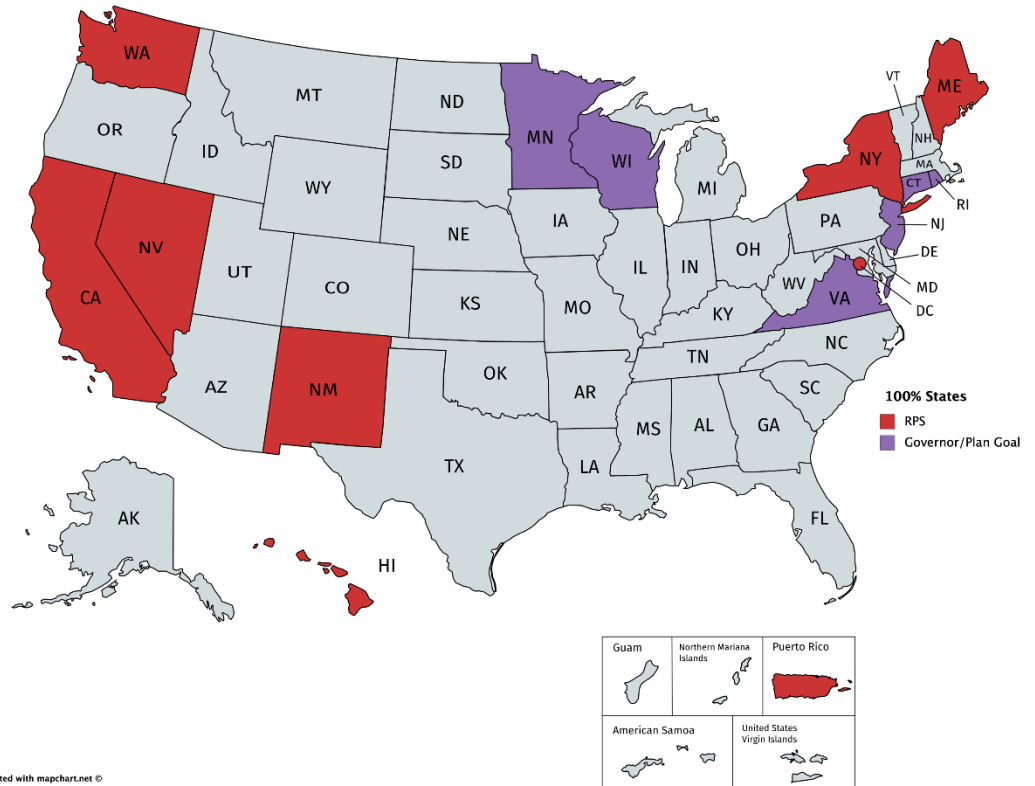 WA
MT
ND
MN
VT
ME
OR
ID
SD
WI
NY
NH
MA
WY
MI
CT
RI
NV
NE
IA
PA
NJ
UT
CO
IL
IN
OH
DE
CA
KS
MO
WV
VA
MD
KY
DC
AZ
NM
OK
TN
NC
AR
SC
MS
AL
GA
TX
LA
FL
AK
HI
100% States
RPS
Governor/Plan Goal
Guam
Northern Mariana
Islands
Puerto Rico
American Samoa
United States
Virgin Islands
ted with mapchart.net ©